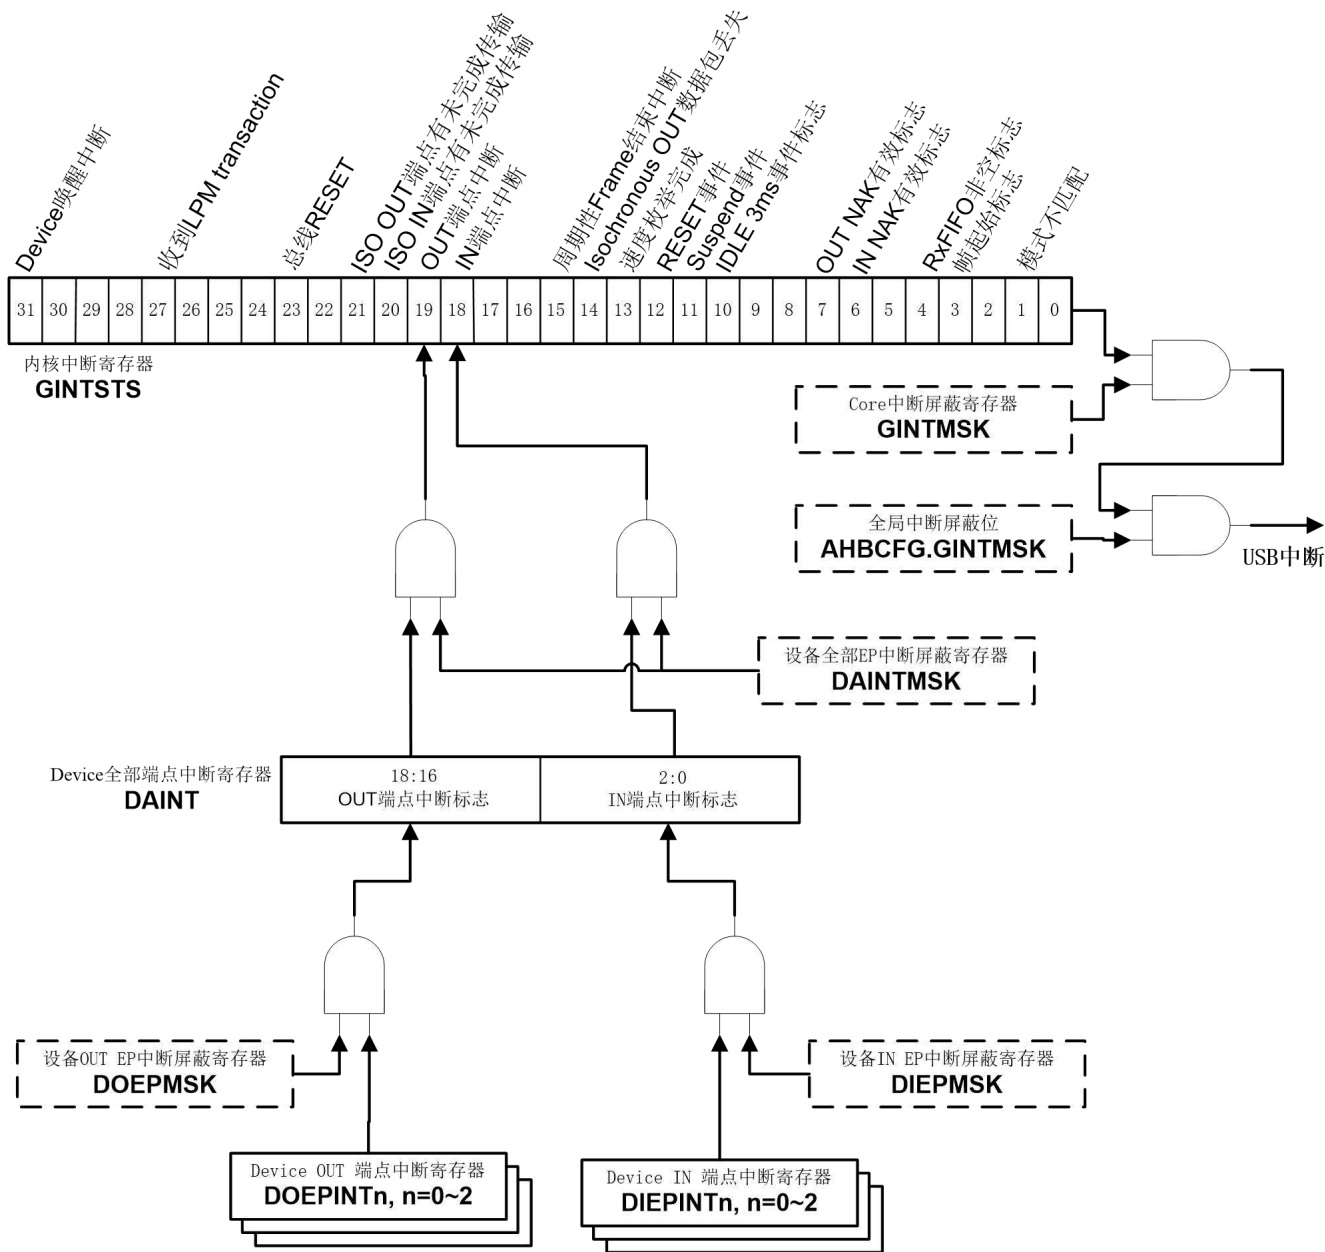 Device唤醒中断
收到LPM transaction
总线RESET
ISO OUT端点有未完成传输
ISO IN端点有未完成传输
OUT端点中断
IN端点中断
周期性Frame结束中断
Isochronous OUT数据包丢失
速度枚举完成
RESET事件
Suspend事件
IDLE 3ms事件标志
OUT NAK有效标志
IN NAK有效标志
RxFIFO非空标志
帧起始标志
模式不匹配
31 30 29 28 27 26 25 24 23 22 21 20 19 18 17 16 15 14 13 12 11 10 9 8 7 6 5 4 3 2 1 0
内核中断寄存器
GINTSTS
Core中断屏蔽寄存器
GINTMSK
全局中断屏蔽位
AHBCFG.GINTMSK
USB中断
设备全部EP中断屏蔽寄存器
DAINTMSK
Device全部端点中断寄存器
DAINT
18:16
OUT端点中断标志
2:0
IN端点中断标志
设备OUT EP中断屏蔽寄存器
DOEPMSK
设备IN EP中断屏蔽寄存器
DIEPMSK
Device OUT 端点中断寄存器
DOEPINTn, n=0~2
Device IN 端点中断寄存器
DIEPINTn, n=0~2